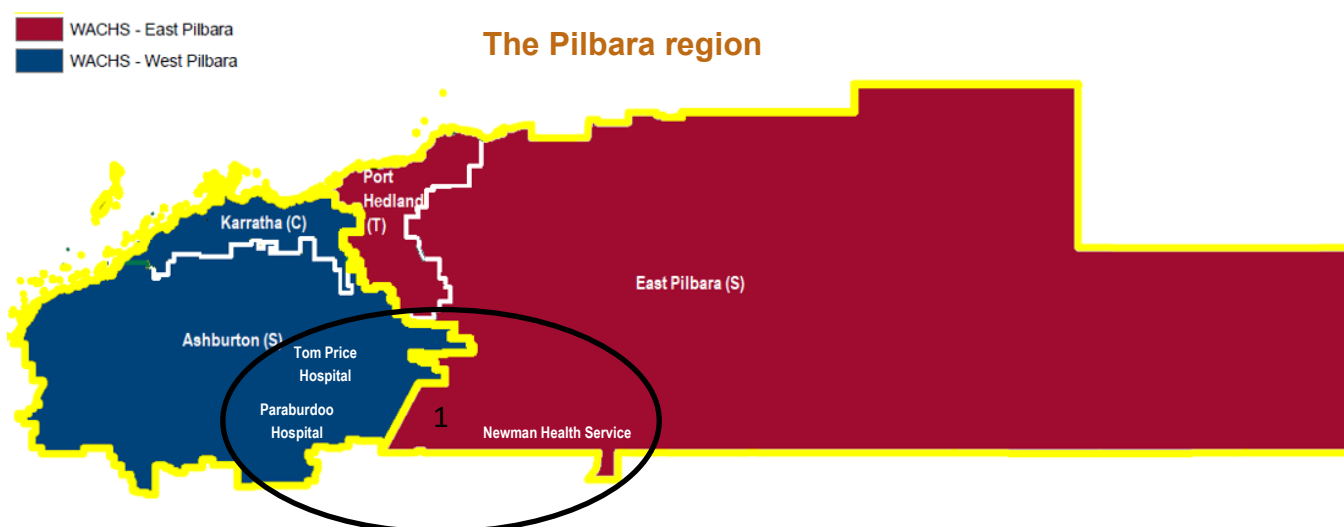 WACHS - East Pilbara
WACHS - West Pilbara
The Pilbara region
Port
Hedland
(T)
Karratha (C)
East Pilbara (S)
Ashburton (S)
Tom Price
Hospital
Paraburdoo
Hospital
1
Newman Health Service